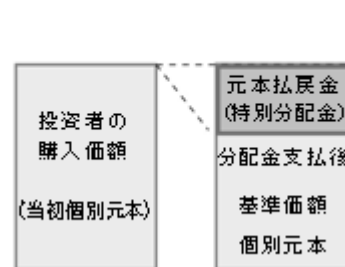 投資者の
購入価額
(当初個別元本)
元本払戻金
(特別分配金)
分配金支払後
基準価額
個別元本